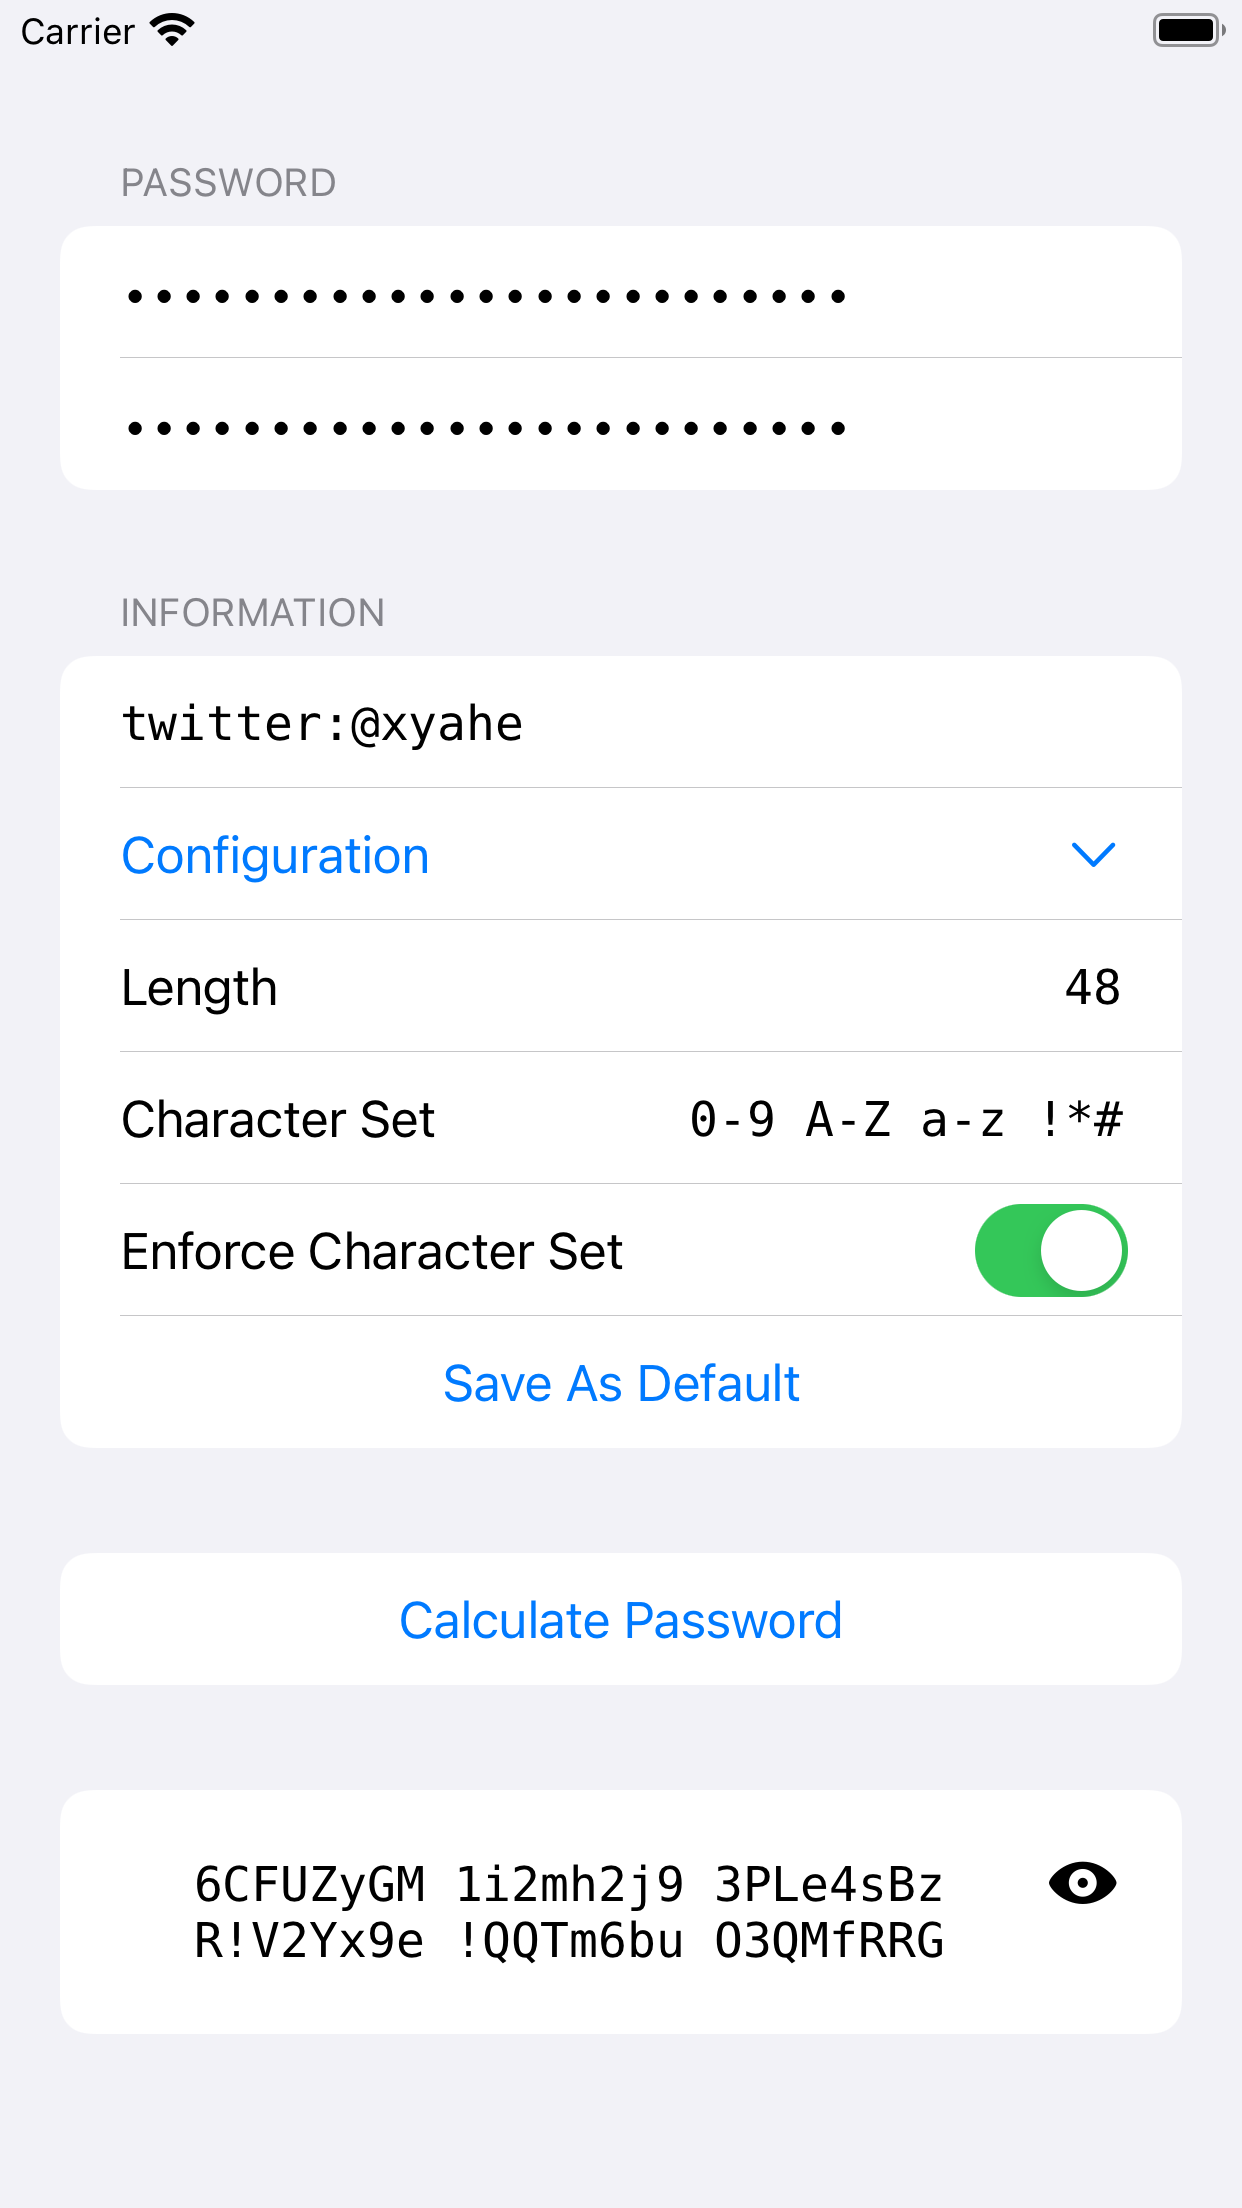 Carrier
PASSWORD
•••••••••••••••••••••••••
•••••••••••••••••••••••••
INFORMATION
twitter:@xyahe
Configuration
Length 48
Character Set 0-9 A-Z a-z !*#
Enforce Character Set
Save As Default
Calculate Password
6CFUZyGM 1i2mh2j9 3PLe4sBz
R!V2Yx9e !QQTm6bu O3QMfRRG